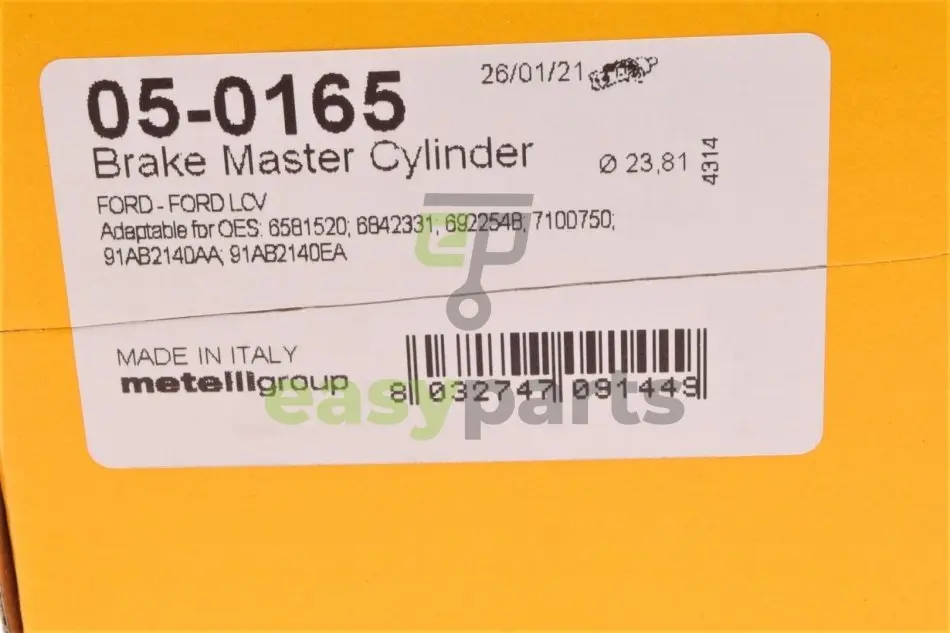 05-0165
26/01/21
Brake Master Cylinder
Ø 23,81
4314
FORD - FORD LCV
Adaptable for OES: 6581520; 6842331; 6922548; 7100750;
91AB2140AA; 91AB2140EA
MADE IN ITALY
metelligroup
8 032747 091449
easyparts